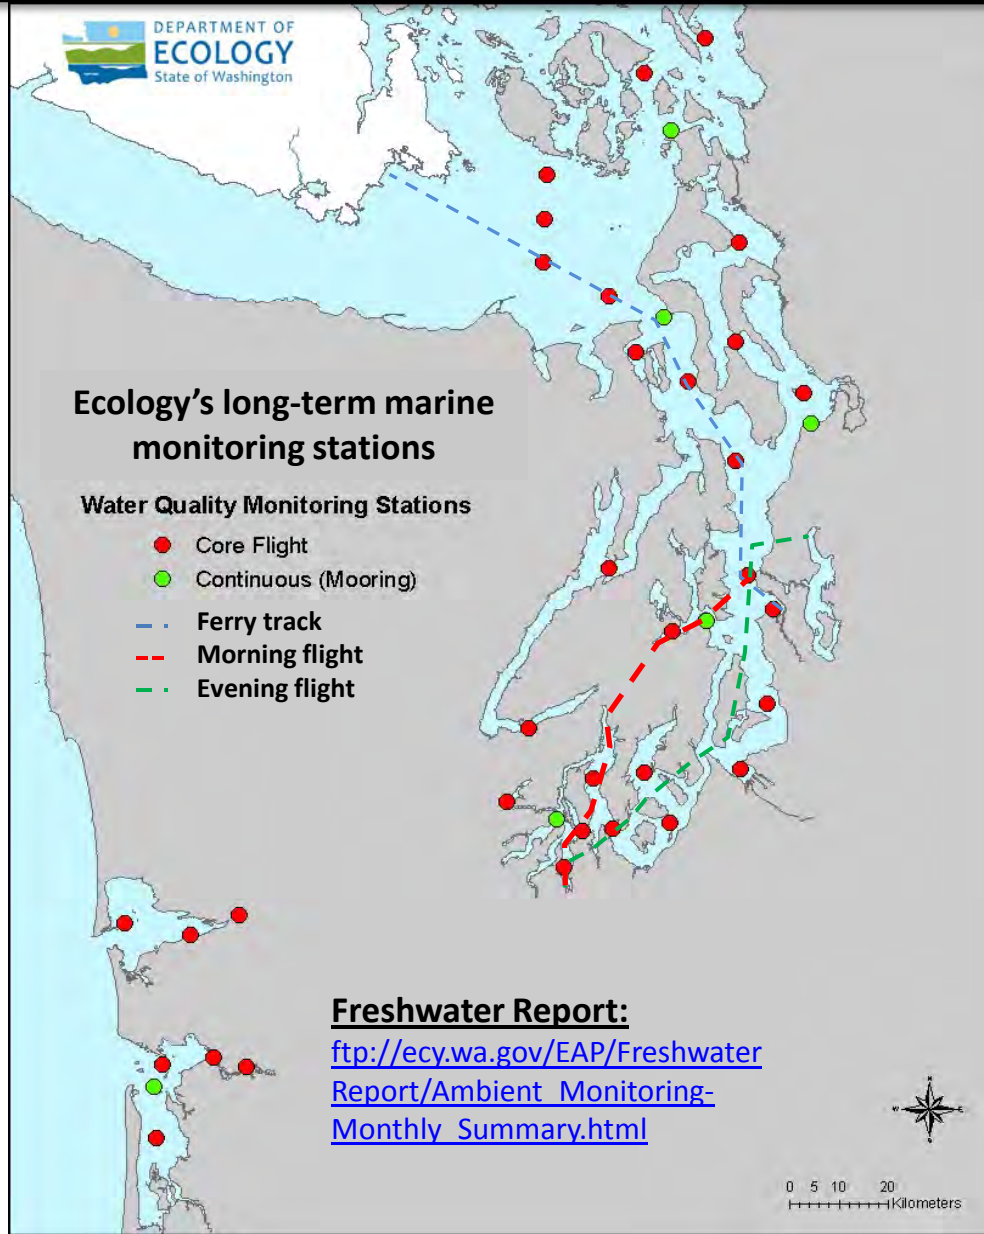 DEPARTMENT OF
ECOLOGY
State of Washington
Ecology's long-term marine
monitoring stations
Water Quality Monitoring Stations
Core Flight
Continuous (Mooring)
Ferry track
Morning flight
Evening flight
Freshwater Report:
ftp://ecy.wa.gov/EAP/Freshwater
Report/Ambient_Monitoring-
Monthly_Summary.html
N
W E
S
0 5 10 20
Kilometers